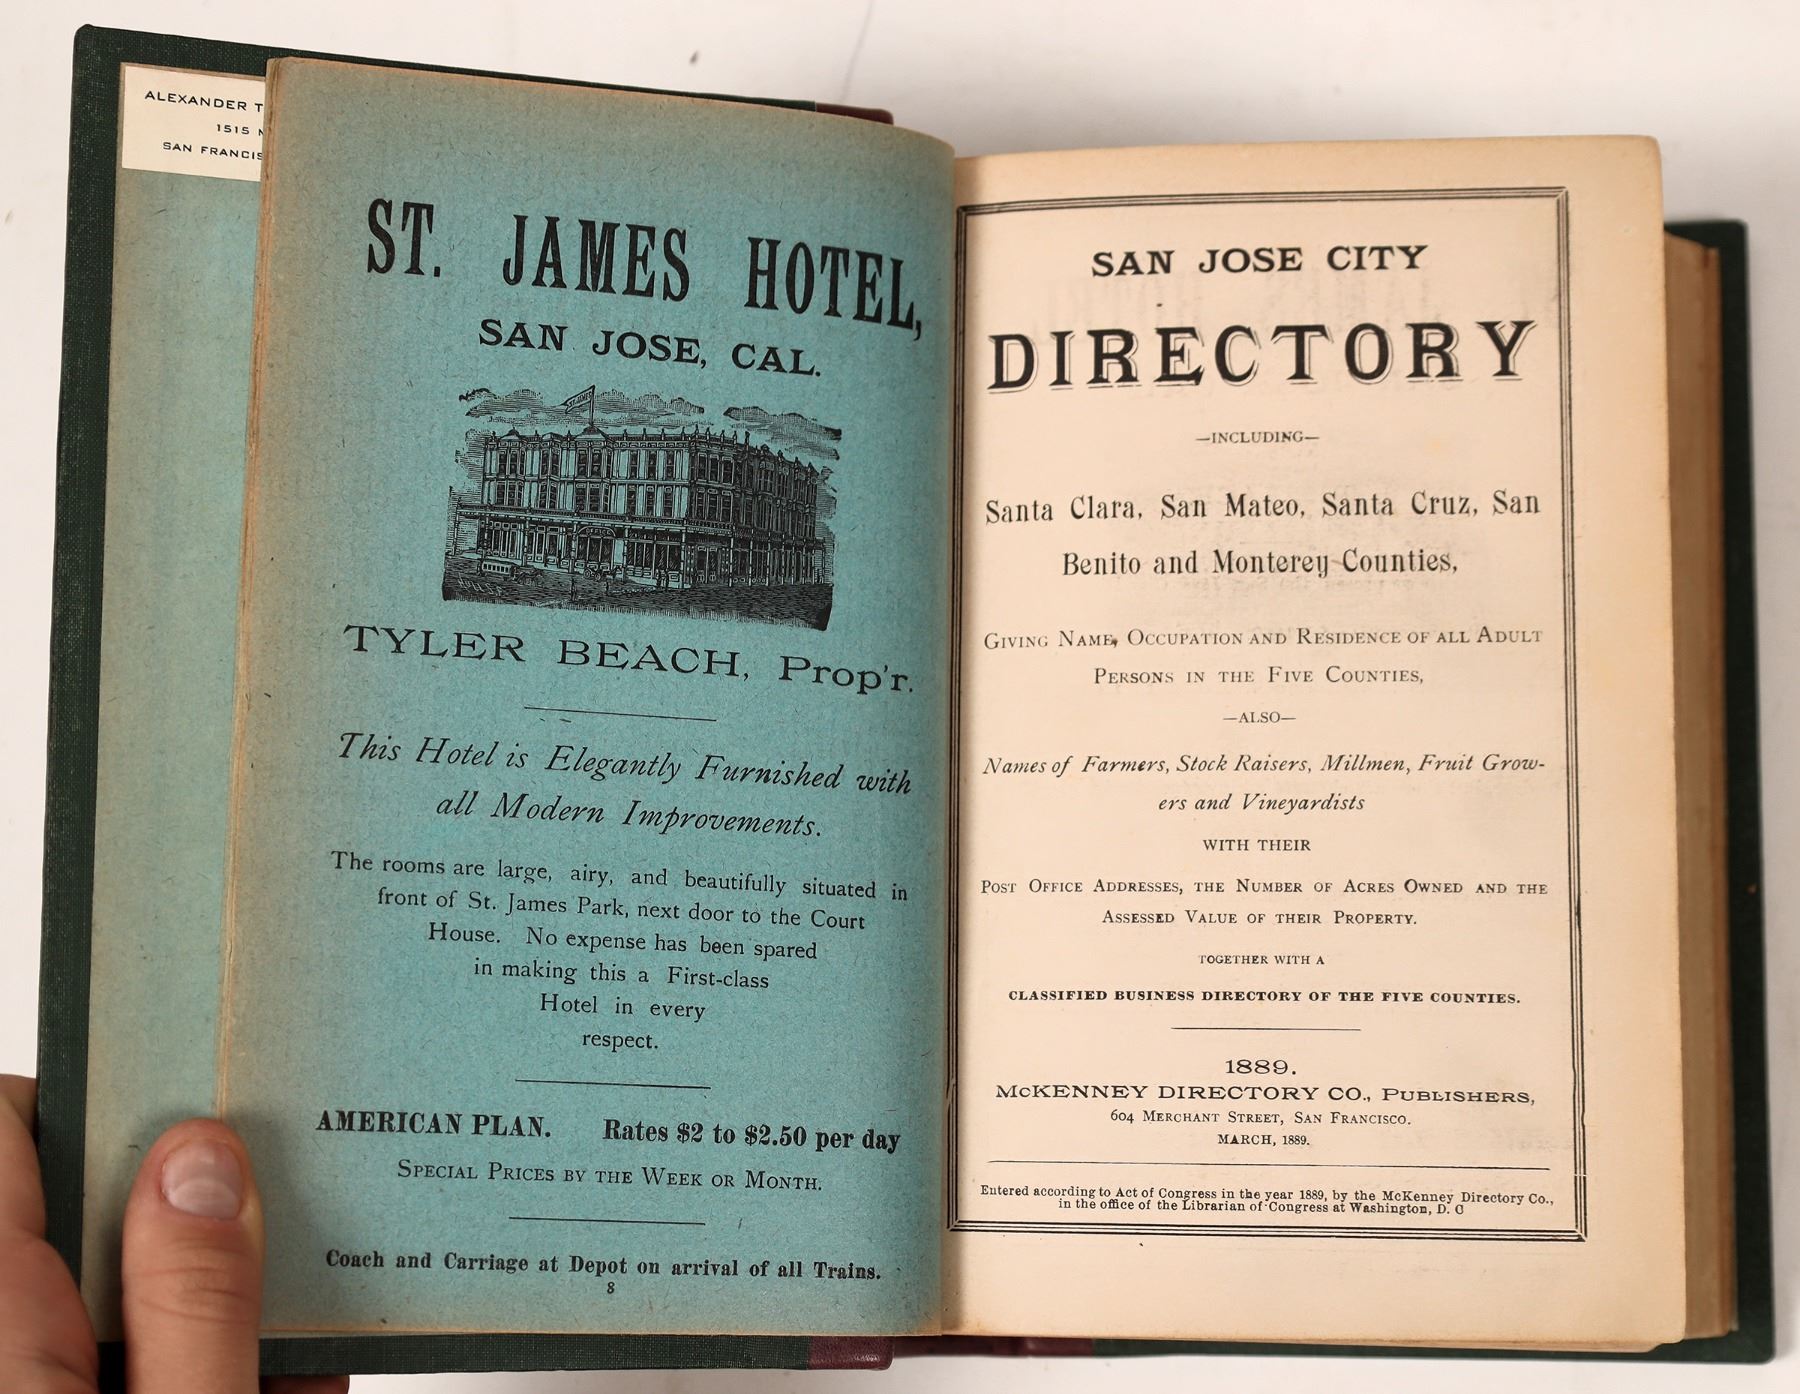 ALEXANDER T
1515
SAN FRANCIS
ST. JAMES HOTEL,
SAN JOSE, CAL.
ST. JAMES
TYLER BEACH, Prop'r.
This Hotel is Elegantly Furnished with
all Modern Improvements.
The rooms are large, airy, and beautifully situated in
front of St. James Park, next door to the Court
House. No expense has been spared
in making this a First-class
Hotel in every
respect.
AMERICAN PLAN. Rates $2 to $2.50 per day
SPECIAL PRICES BY THE WEEK OR MONTH.
Coach and Carriage at Depot on arrival of all Trains.
8
SAN JOSE CITY
DIRECTORY
—INCLUDING—
Santa Clara, San Mateo, Santa Cruz, San
Benito and Monterey Counties,
GIVING NAME, OCCUPATION AND RESIDENCE OF ALL ADULT
PERSONS IN THE FIVE COUNTIES,
—ALSO—
Names of Farmers, Stock Raisers, Millmen, Fruit Grow-
ers and Vineyardists
WITH THEIR
POST OFFICE ADDRESSES, THE NUMBER OF ACRES OWNED AND THE
ASSESSED VALUE OF THEIR PROPERTY.
TOGETHER WITH A
CLASSIFIED BUSINESS DIRECTORY OF THE FIVE COUNTIES.
1889.
McKENNEY DIRECTORY CO., PUBLISHERS,
604 MERCHANT STREET, SAN FRANCISCO.
MARCH, 1889.
Entered according to Act of Congress in the year 1889, by the McKenney Directory Co.,
in the office of the Librarian of Congress at Washington, D. C